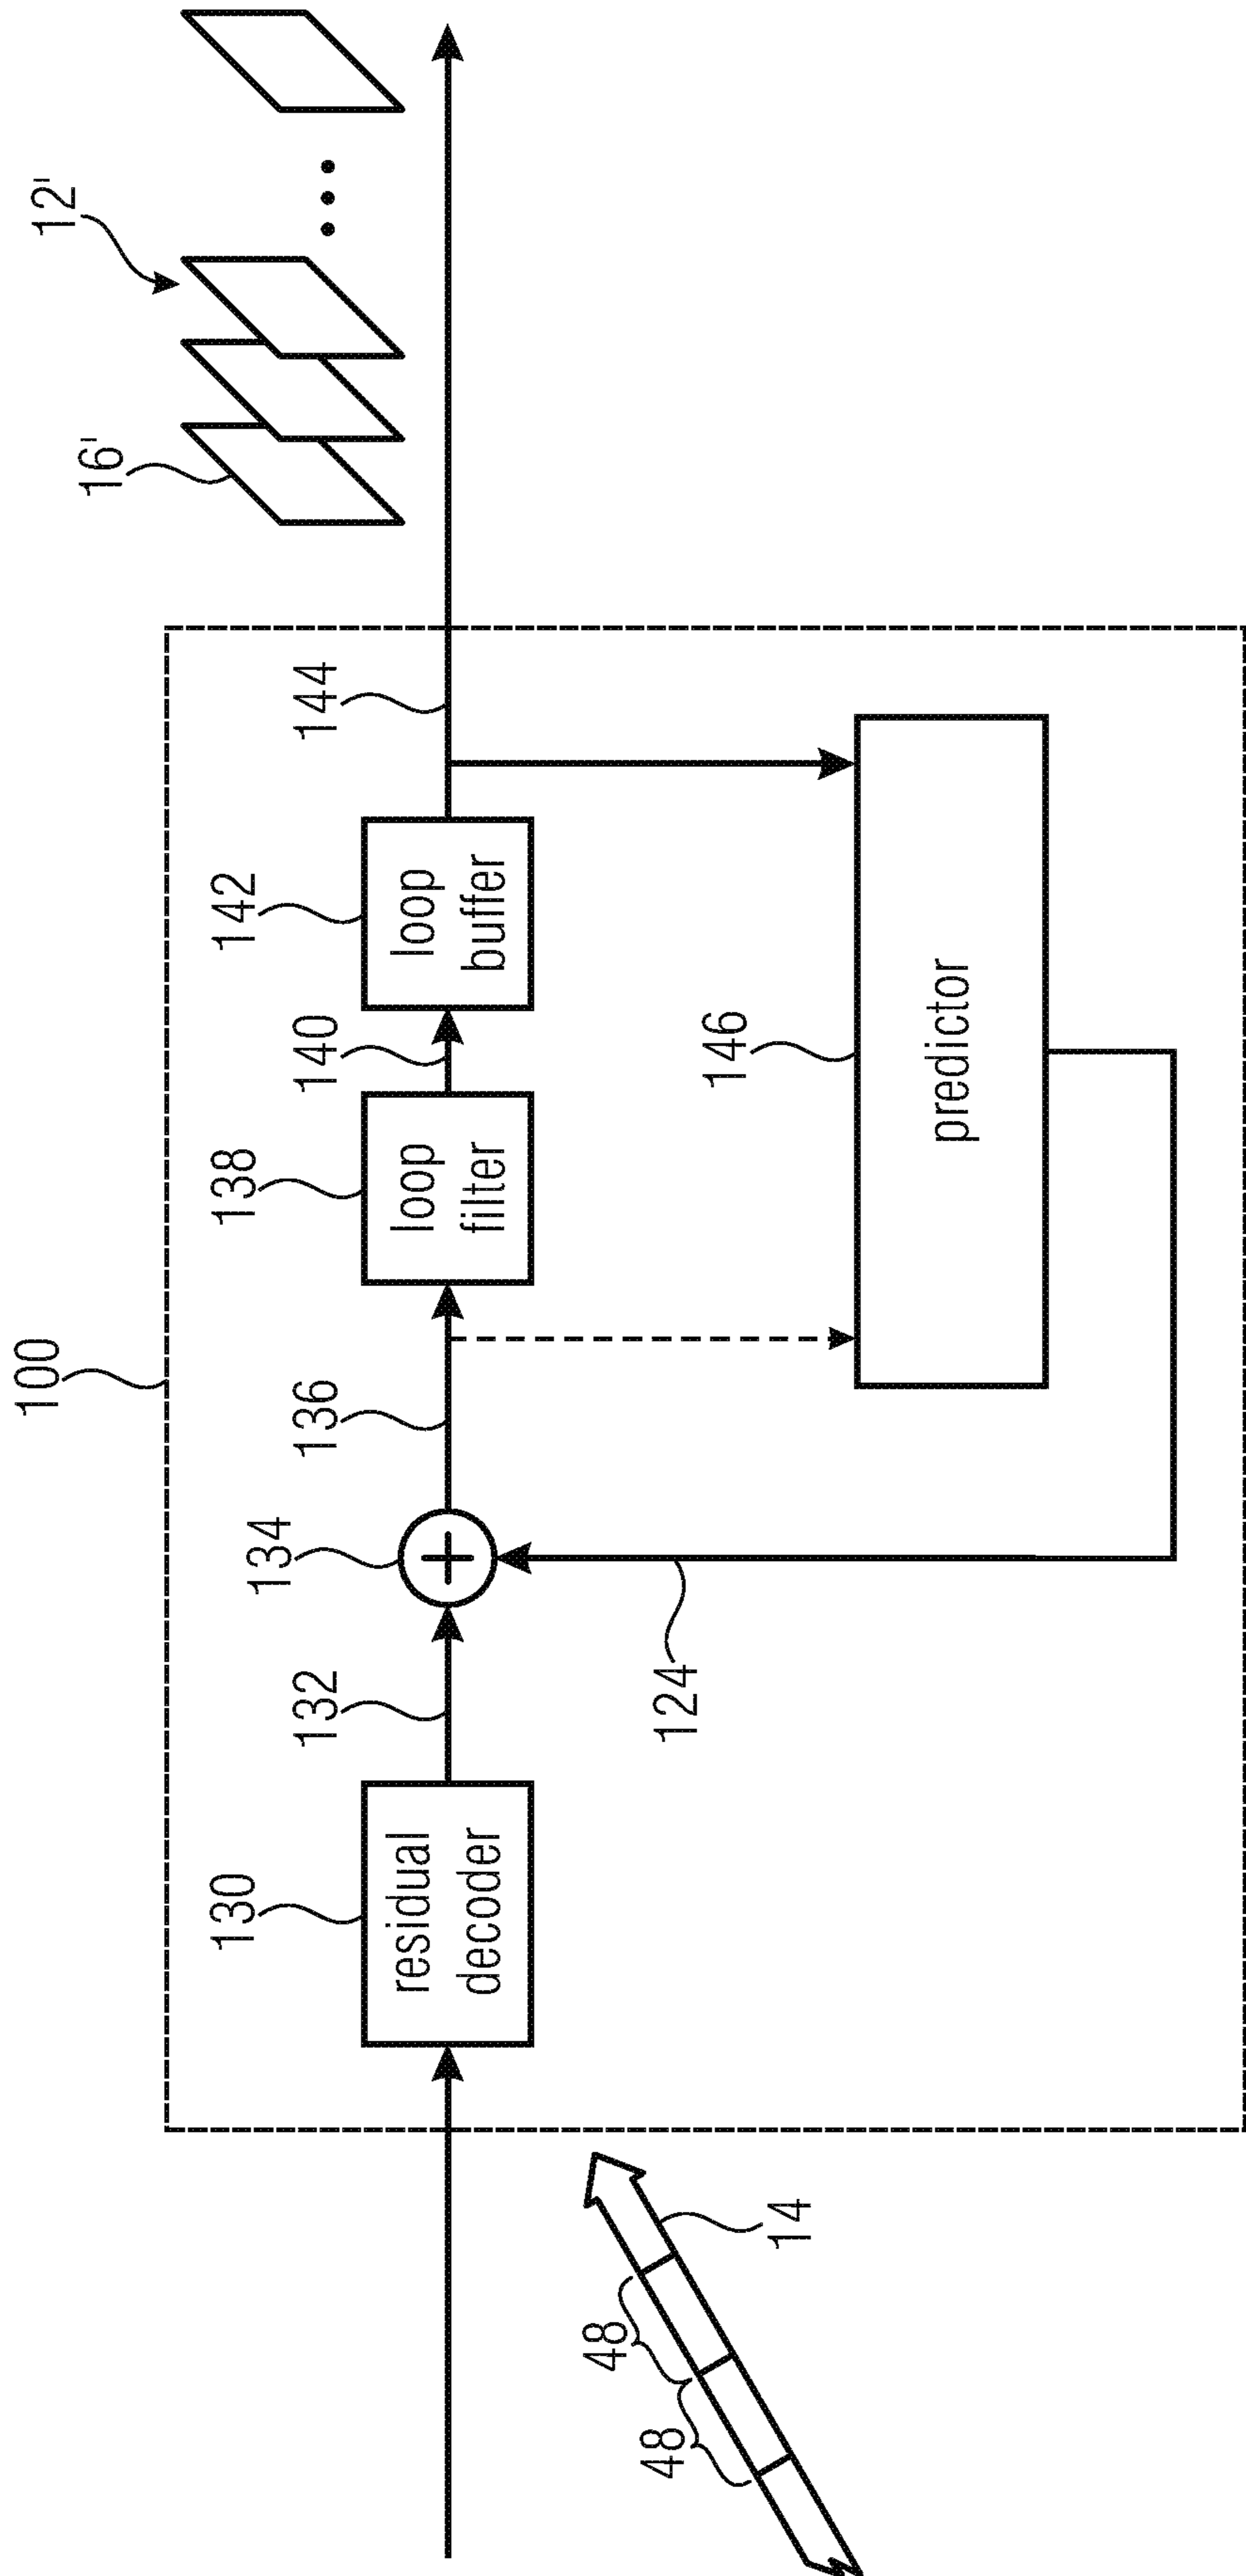 100
12'
16'
130
residual
decoder
132
134
136
138
loop
filter
140
142
loop
buffer
144
124
146
predictor
48
48
14